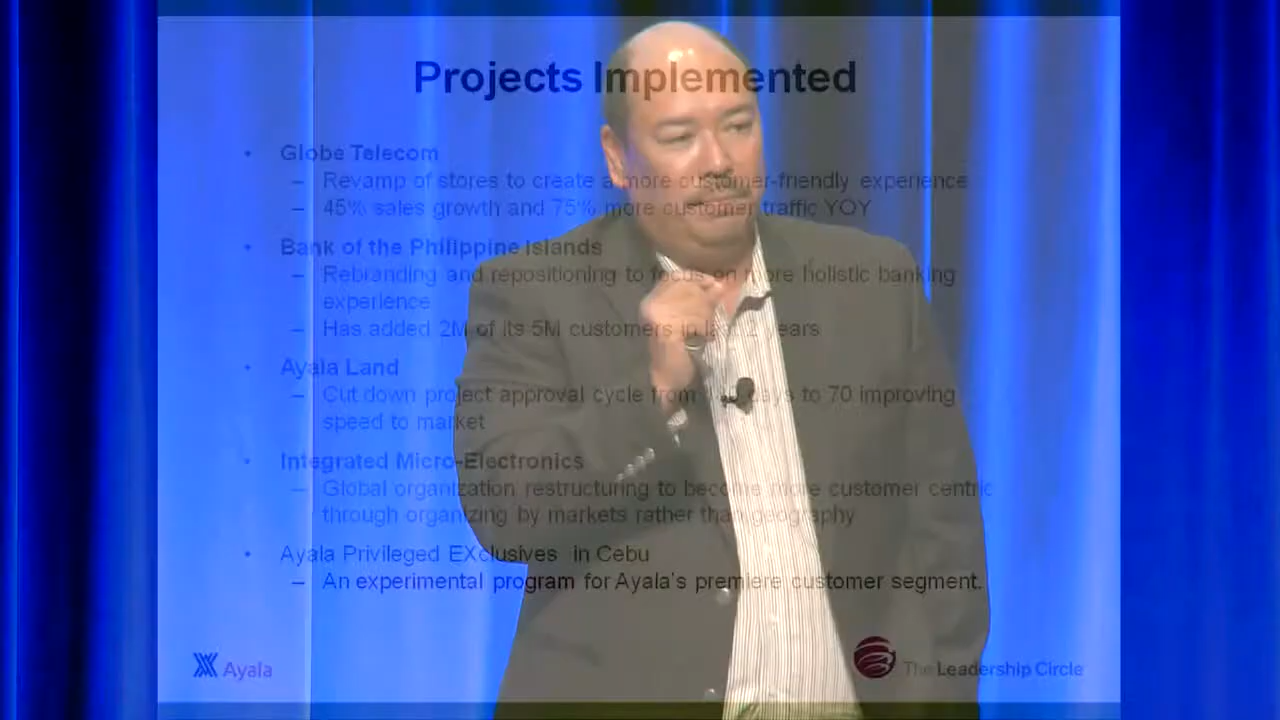 Projects Implemented
• Globe Telecom
– Revamp of stores to create a more customer-friendly experience
– 45% sales growth and 75% more customer traffic YOY
• Bank of the Philippine Islands
– Rebranding and repositioning to focus on more holistic banking
experience
– Has added 2M of its 5M customers in last 2 years
• Ayala Land
– Cut down project approval cycle from days to 70 improving
speed to market
• Integrated Micro-Electronics
– Global organization restructuring to become more customer centric
through organizing by markets rather than geography
• Ayala Privileged EXclusives in Cebu
– An experimental program for Ayala's premiere customer segment.
Ayala
The Leadership Circle